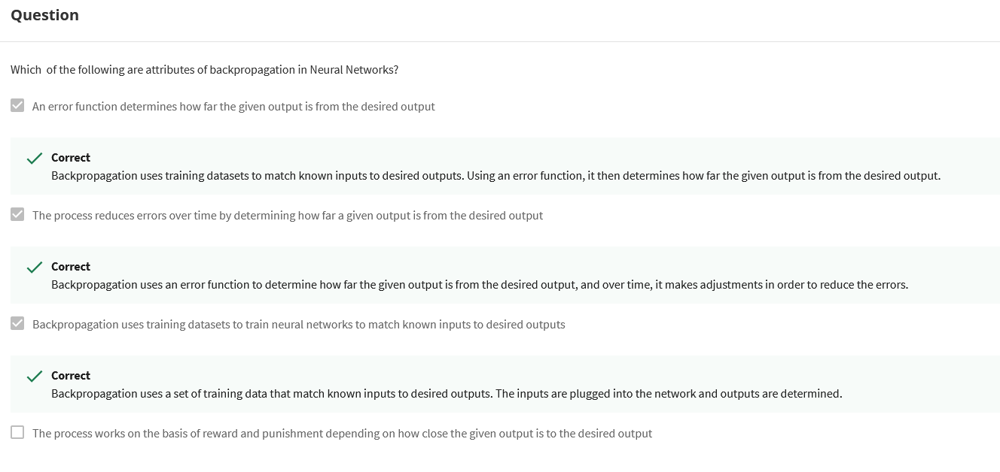 Question
Which  of the following are attributes of backpropagation in Neural Networks?
An error function determines how far the given output is from the desired output
Correct
Backpropagation uses training datasets to match known inputs to desired outputs. Using an error function, it then determines how far the given output is from the desired output.
The process reduces errors over time by determining how far a given output is from the desired output
Correct
Backpropagation uses an error function to determine how far the given output is from the desired output, and over time, it makes adjustments in order to reduce the errors.
Backpropagation uses training datasets to train neural networks to match known inputs to desired outputs
Correct
Backpropagation uses a set of training data that match known inputs to desired outputs. The inputs are plugged into the network and outputs are determined.
The process works on the basis of reward and punishment depending on how close the given output is to the desired output